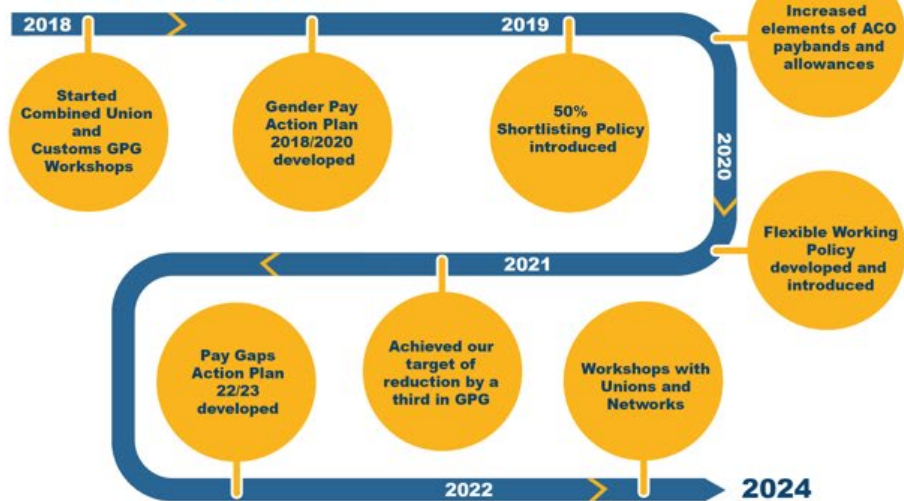 2018
2019
Started
Combined Union
and
Customs GPG
Workshops
Gender Pay
Action Plan
2018/2020
developed
50%
Shortlisting Policy
introduced
Increased
elements of ACO
paybands and
allowances
2020
Flexible Working
Policy
developed and
introduced
2021
Achieved our
target of
reduction by a
third in GPG
Pay Gaps
Action Plan
22/23
developed
2022
Workshops with
Unions and
Networks
2024